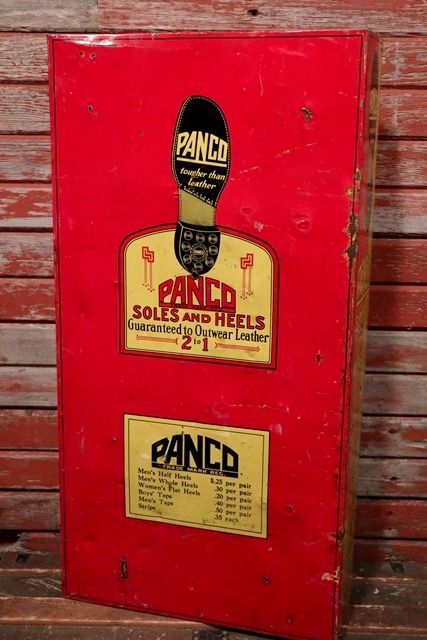 PANCO
tougher than
leather
PANCO
SOLES AND HEELS
Guaranteed to Outwear Leather
2 to 1
PANCO
TRADE MARK REG.
Men's Half Heels $.25 per pair
Men's Whole Heels .30 per pair
Women's Flat Heels .20 per pair
Boys' Taps .40 per pair
Men's Taps .50 per pair
Strips .35 each